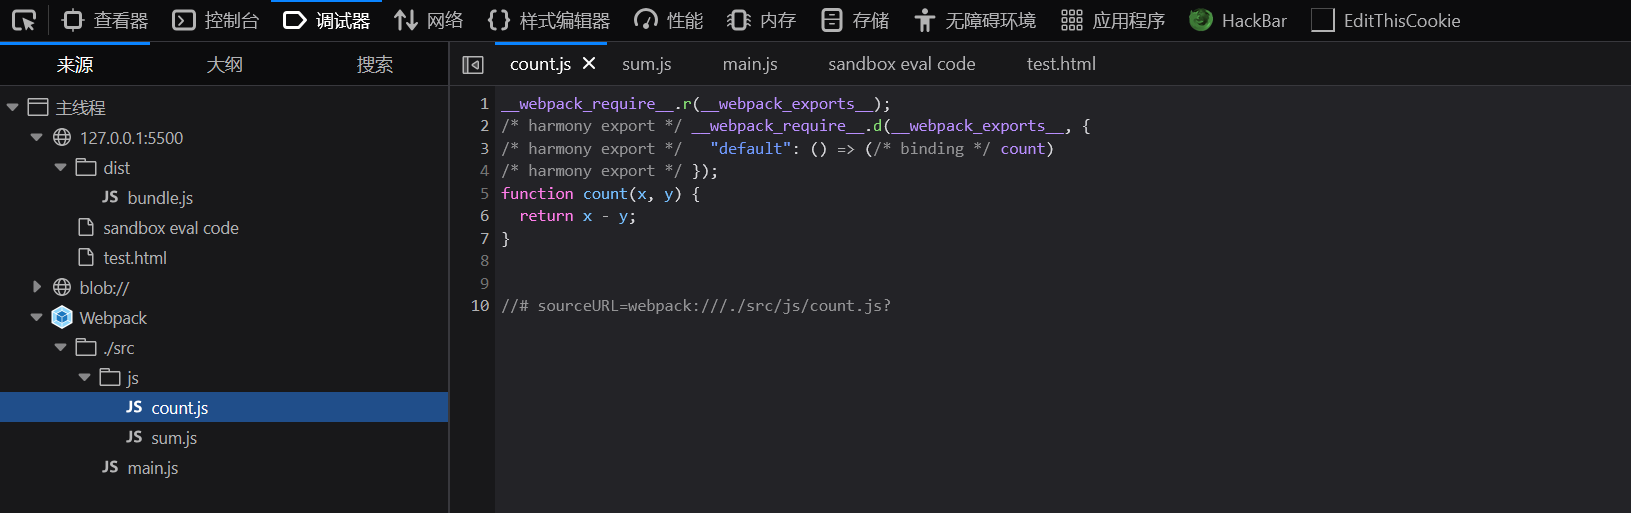 查看器 控制台 调试器 网络 样式编辑器 性能 内存 存储 无障碍环境 应用程序 HackBar EditThisCookie
来源 大纲 搜索
主线程
127.0.0.1:5500
dist
JS bundle.js
sandbox eval code
test.html
blob://
Webpack
./src
js
JS count.js
JS sum.js
JS main.js
count.js sum.js main.js sandbox eval code test.html
1 __webpack_require__.r(__webpack_exports__);
2 /* harmony export */ __webpack_require__.d(__webpack_exports__, {
3 /* harmony export */   "default": () => (/* binding */ count)
4 /* harmony export */ });
5 function count(x, y) {
6   return x - y;
7 }
8
9
10 //# sourceURL=webpack:///./src/js/count.js?